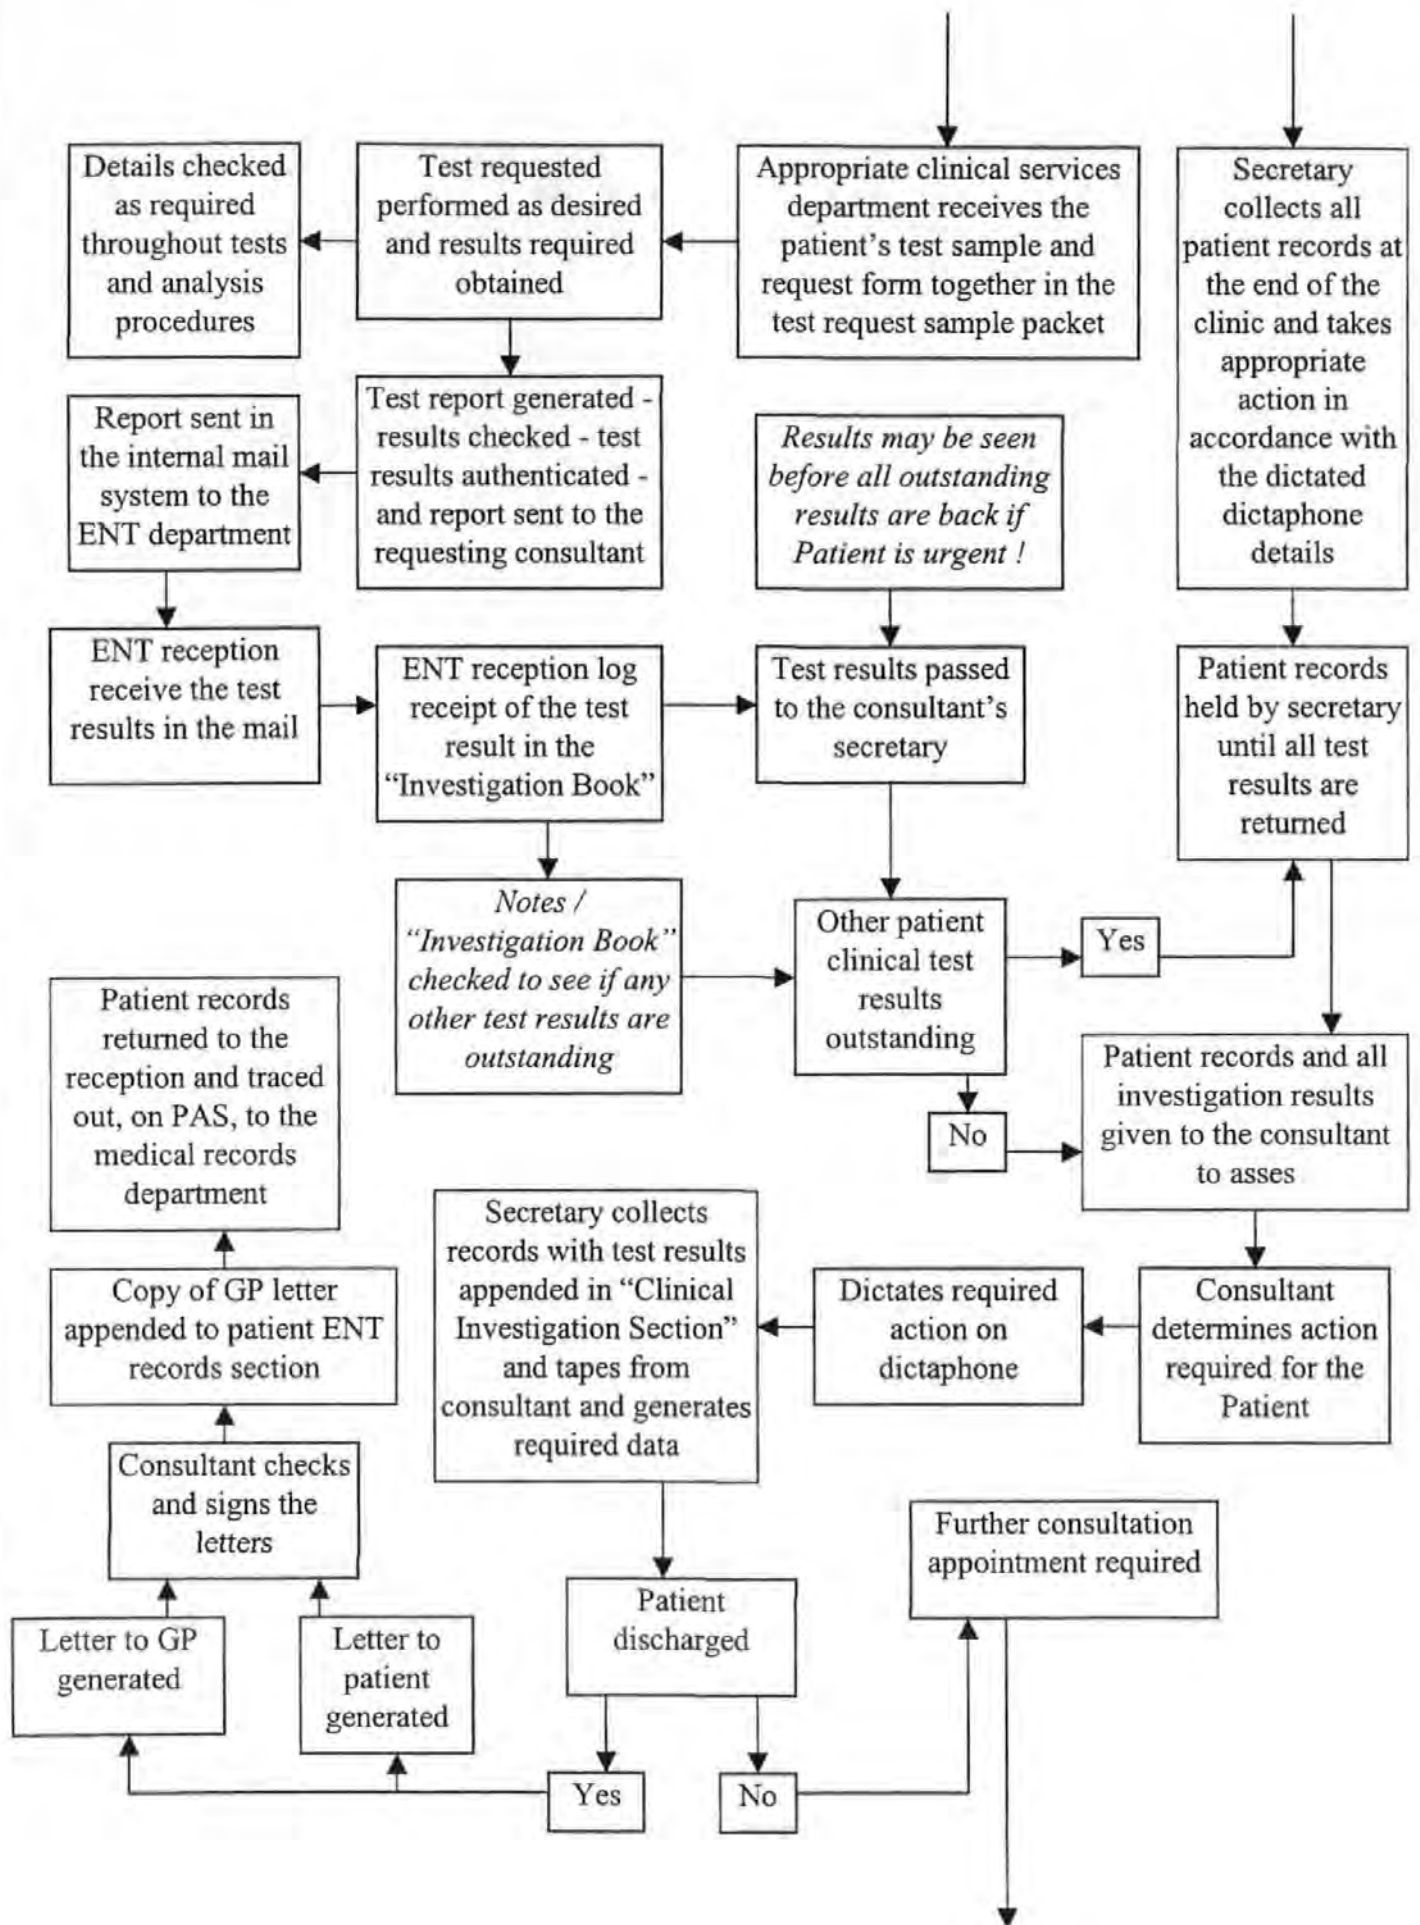 Details checked
as required
throughout tests
and analysis
procedures
Test requested
performed as desired
and results required
obtained
Appropriate clinical services
department receives the
patient's test sample and
request form together in the
test request sample packet
Secretary
collects all
patient records at
the end of the
clinic and takes
appropriate
action in
accordance with
the dictated
dictaphone
details
Report sent in
the internal mail
system to the
ENT department
Test report generated -
results checked - test
results authenticated -
and report sent to the
requesting consultant
Results may be seen
before all outstanding
results are back if
Patient is urgent !
ENT reception
receive the test
results in the mail
ENT reception log
receipt of the test
result in the
“Investigation Book”
Test results passed
to the consultant's
secretary
Patient records
held by secretary
until all test
results are
returned
Notes /
“Investigation Book”
checked to see if any
other test results are
outstanding
Other patient
clinical test
results
outstanding
Yes
No
Patient records and all
investigation results
given to the consultant
to asses
Patient records
returned to the
reception and traced
out, on PAS, to the
medical records
department
Secretary collects
records with test results
appended in “Clinical
Investigation Section”
and tapes from
consultant and generates
required data
Dictates required
action on
dictaphone
Consultant
determines action
required for the
Patient
Copy of GP letter
appended to patient ENT
records section
Consultant checks
and signs the
letters
Further consultation
appointment required
Letter to GP
generated
Letter to
patient
generated
Patient
discharged
Yes
No